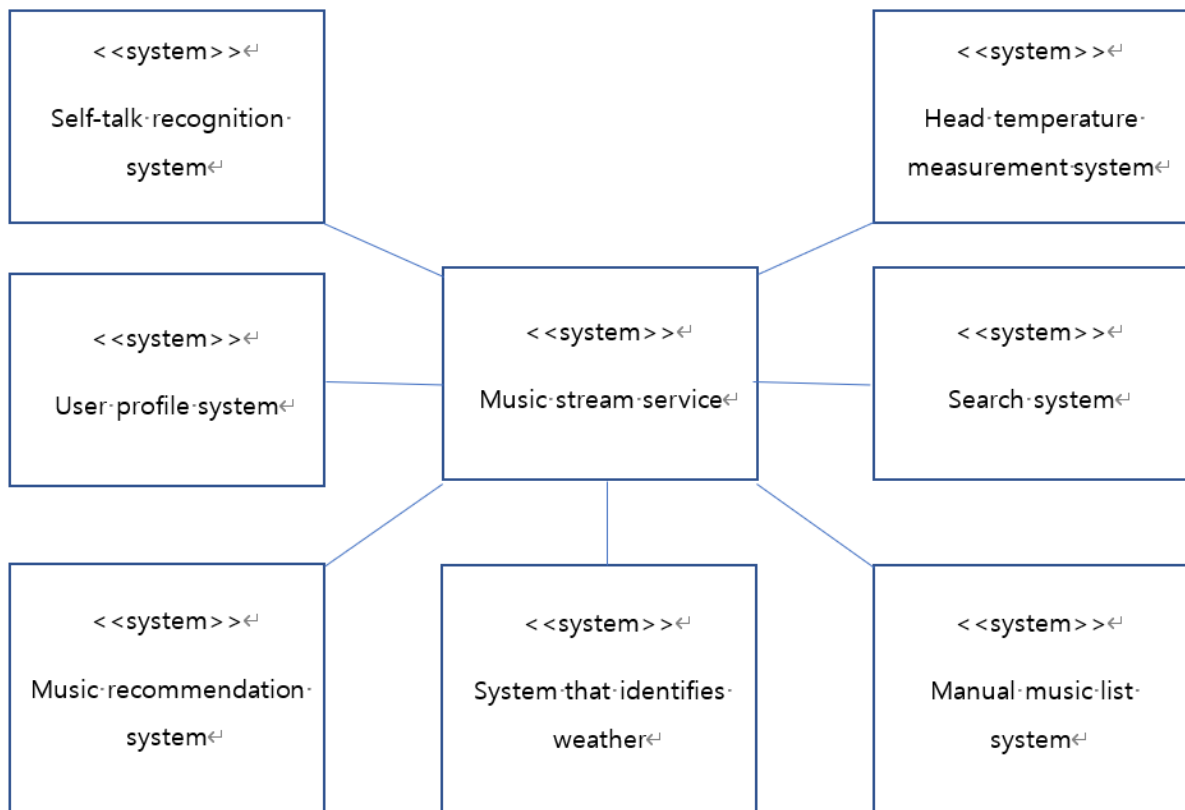 <<system>>
Self-talk recognition
system
<<system>>
Head temperature
measurement system
<<system>>
User profile system
<<system>>
Music stream service
<<system>>
Search system
<<system>>
Music recommendation
system
<<system>>
System that identifies
weather
<<system>>
Manual music list
system